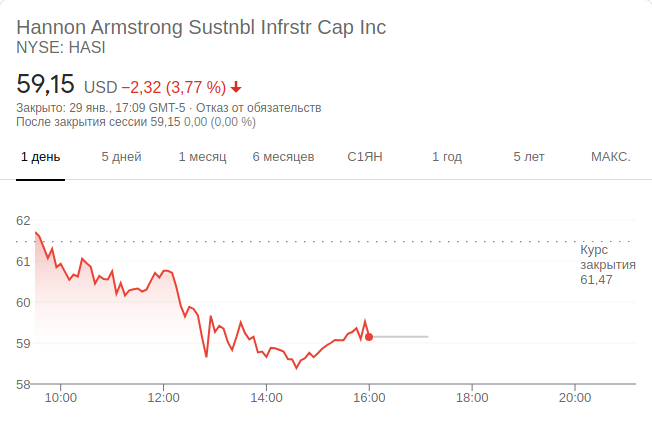 Hannon Armstrong Sustnbl Infrstr Cap Inc
NYSE: HASI
59,15 USD −2,32 (3,77 %)
Закрыто: 29 янв., 17:09 GMT-5 · Отказ от обязательств
После закрытия сессии 59,15 0,00 (0,00 %)
1 день 5 дней 1 месяц 6 месяцев С1ЯН 1 год 5 лет МАКС.
62
Курс
закрытия
61,47
61
60
59
58
10:00 12:00 14:00 16:00 18:00 20:00